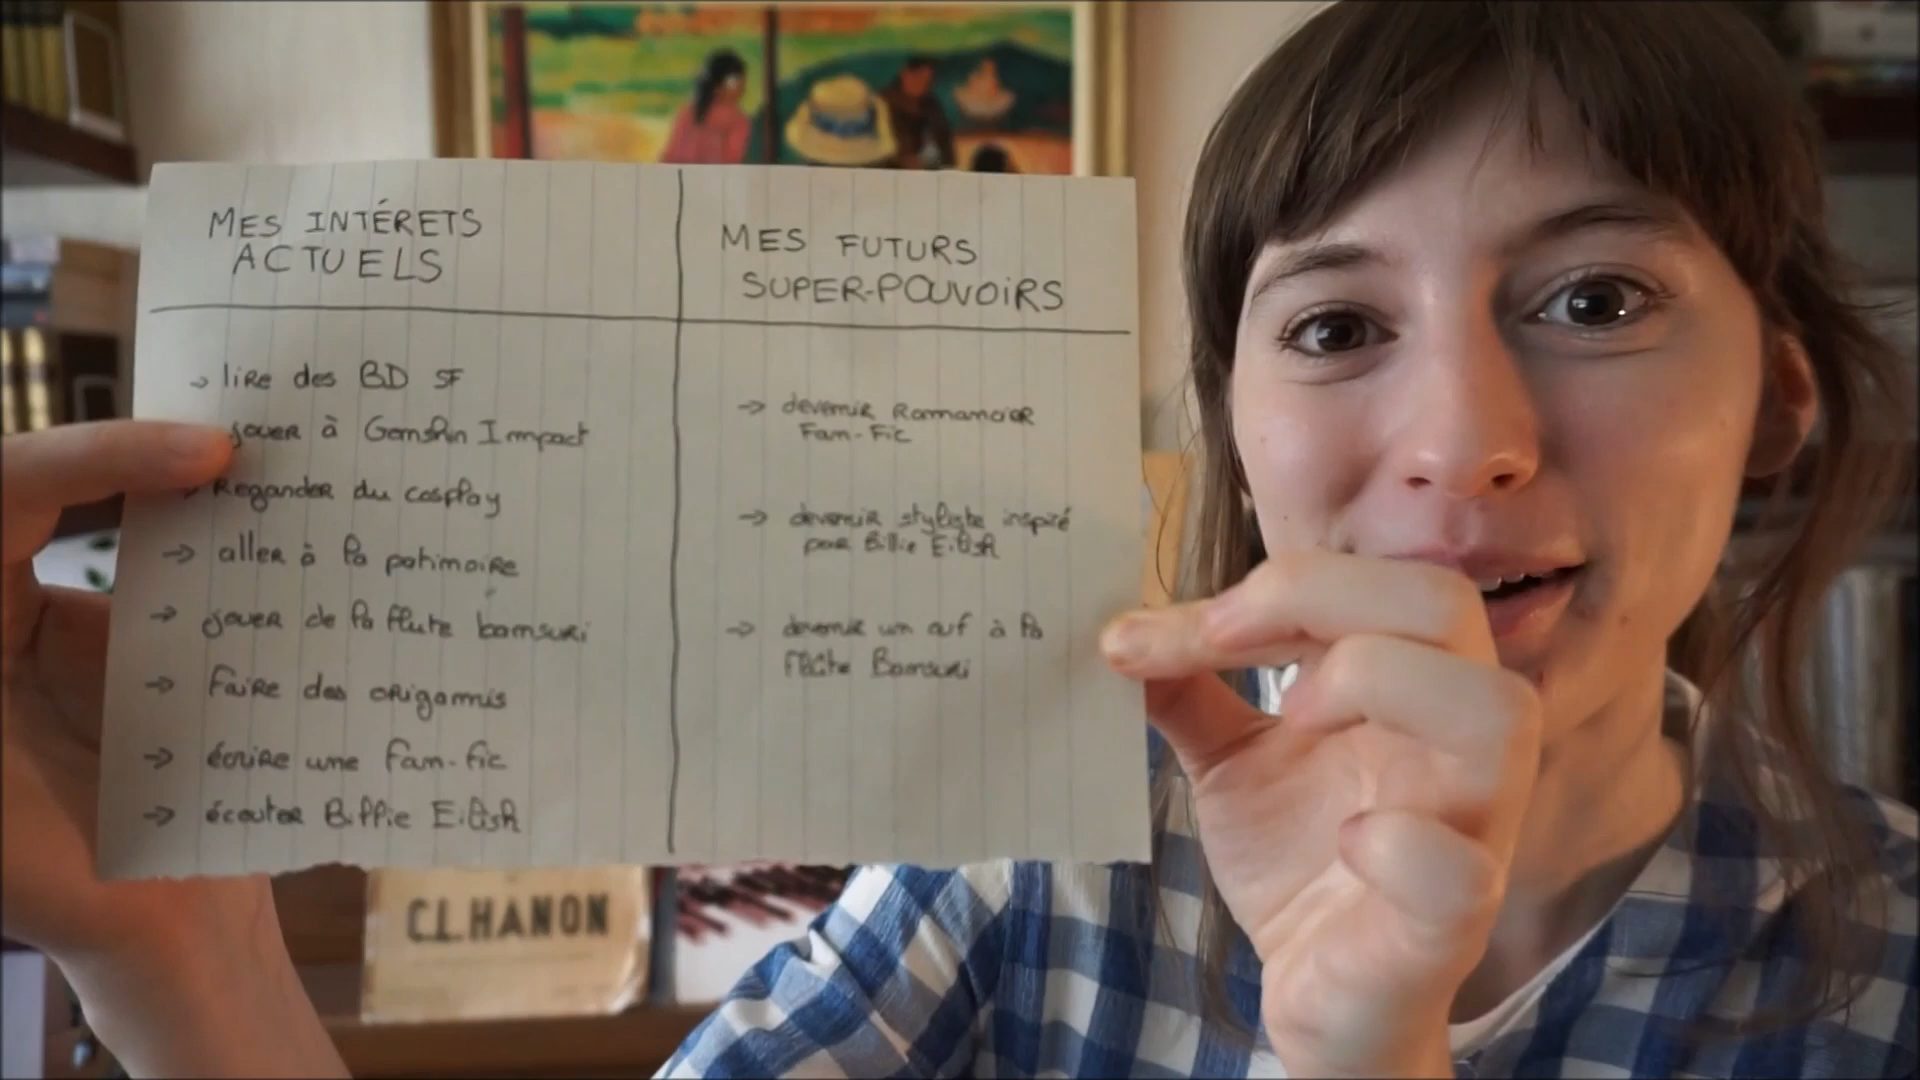 MES INTÉRETS
ACTUELS
→ lire des BD SF
jouer à Genshin Impact
Regarder du cosplay
→ aller à la patinoire
→ jouer de la flute bansuri
→ faire des origamis
→ écrire une fan-fic
→ écouter Billie Eilish
MES FUTURS
SUPER-POUVOIRS
→ devenir Romancier
Fan-Fic
→ devenir styliste inspiré
par Billie Eilish
→ devenir un ouf à la
flûte Bansuri
C.L.HANON